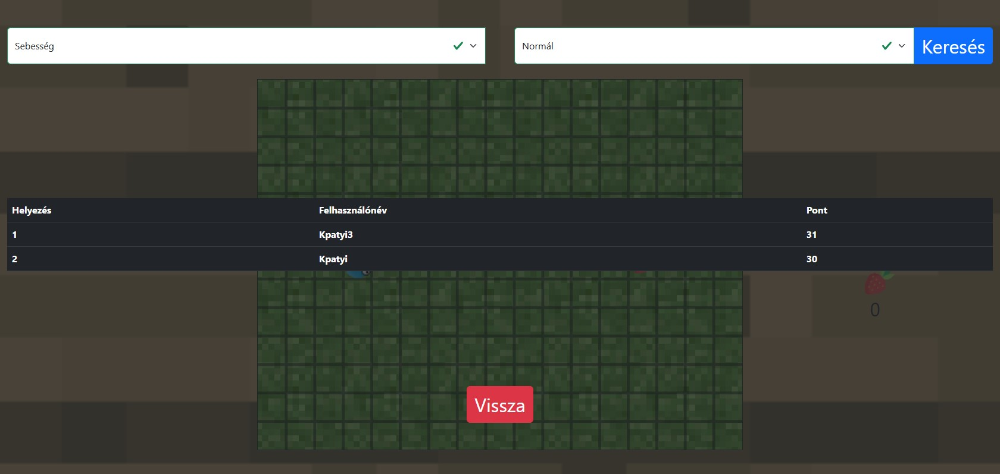 Sebesség
Normál
Keresés
Helyezés Felhasználónév Pont
1 Kpatyi3 31
2 Kpatyi 30
0
Vissza